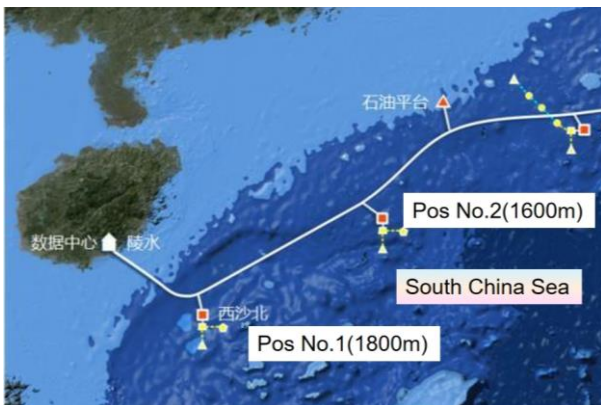 石油平台
Pos No.2(1600m)
数据中心 陵水
South China Sea
西沙北
Pos No.1(1800m)